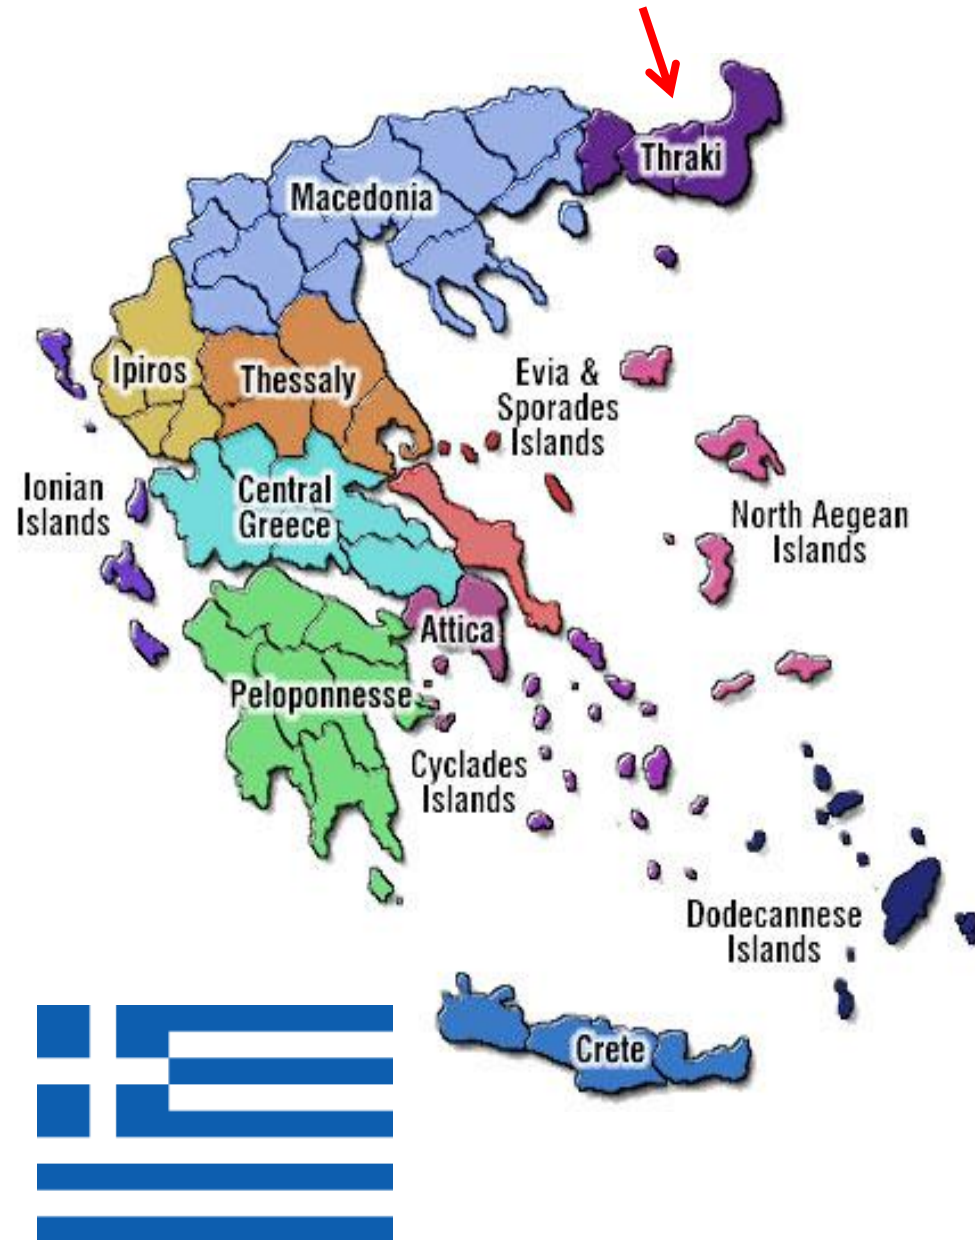 Thraki
Macedonia
Ipiros
Thessaly
Evia &
Sporades
Islands
Ionian
Islands
Central
Greece
North Aegean
Islands
Attica
Peloponnesse
Cyclades
Islands
Dodecannese
Islands
Crete